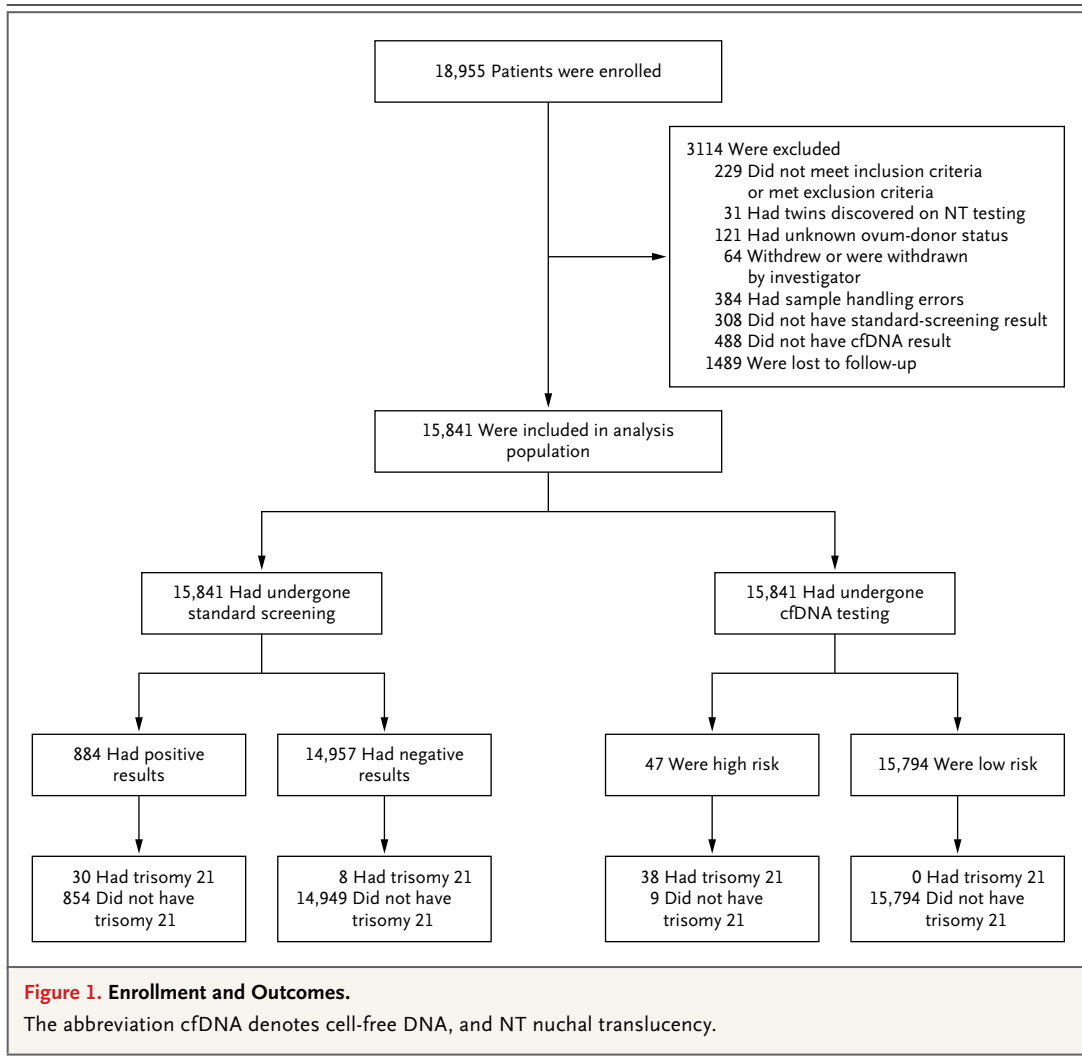 18,955 Patients were enrolled
3114 Were excluded
229 Did not meet inclusion criteria
or met exclusion criteria
31 Had twins discovered on NT testing
121 Had unknown ovum-donor status
64 Withdrew or were withdrawn
by investigator
384 Had sample handling errors
308 Did not have standard-screening result
488 Did not have cfDNA result
1489 Were lost to follow-up
15,841 Were included in analysis
population
15,841 Had undergone
standard screening
15,841 Had undergone
cfDNA testing
884 Had positive
results
14,957 Had negative
results
47 Were high risk
15,794 Were low risk
30 Had trisomy 21
854 Did not have
trisomy 21
8 Had trisomy 21
14,949 Did not have
trisomy 21
38 Had trisomy 21
9 Did not have
trisomy 21
0 Had trisomy 21
15,794 Did not have
trisomy 21
Figure 1. Enrollment and Outcomes.
The abbreviation cfDNA denotes cell-free DNA, and NT nuchal translucency.